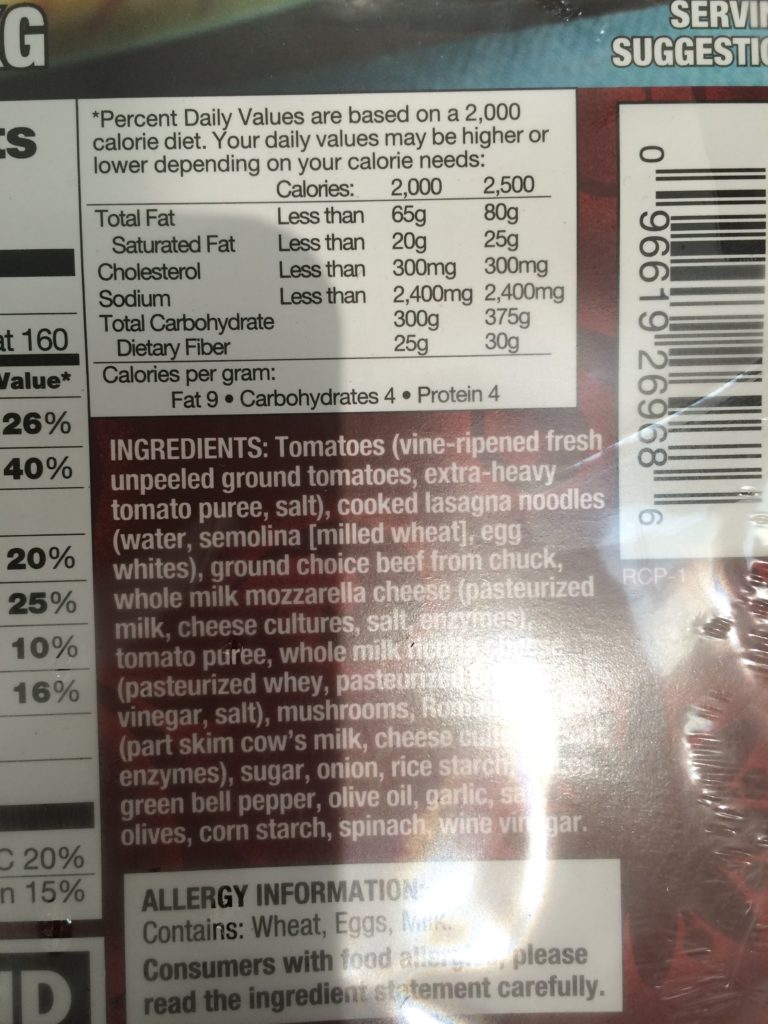 G
SERVI
SUGGESTIO
ts
*Percent Daily Values are based on a 2,000
calorie diet. Your daily values may be higher or
lower depending on your calorie needs:
Calories: 2,000 2,500
Total Fat Less than 65g 80g
Saturated Fat Less than 20g 25g
Cholesterol Less than 300mg 300mg
Sodium Less than 2,400mg 2,400mg
Total Carbohydrate 300g 375g
Dietary Fiber 25g 30g
Calories per gram:
Fat 9 • Carbohydrates 4 • Protein 4
at 160
Value*
26%
40%
20%
25%
10%
16%
C 20%
n 15%
INGREDIENTS: Tomatoes (vine-ripened fresh
unpeeled ground tomatoes, extra-heavy
tomato puree, salt), cooked lasagna noodles
(water, semolina [milled wheat], egg
whites), ground choice beef from chuck,
whole milk mozzarella cheese (pasteurized
milk, cheese cultures, salt, enzymes),
tomato puree, whole milk ricotta
(pasteurized whey, pasteurized
vinegar, salt), mushrooms,
(part skim cow's milk, cheese
enzymes), sugar, onion, rice starch,
green bell pepper, olive oil, garlic,
olives, corn starch, spinach, wine vinegar.
ALLERGY INFORMATION
Contains: Wheat, Eggs, Milk.
Consumers with food allergies, please
read the ingredient statement carefully.
0 96619 26968 6
RCP-1
D